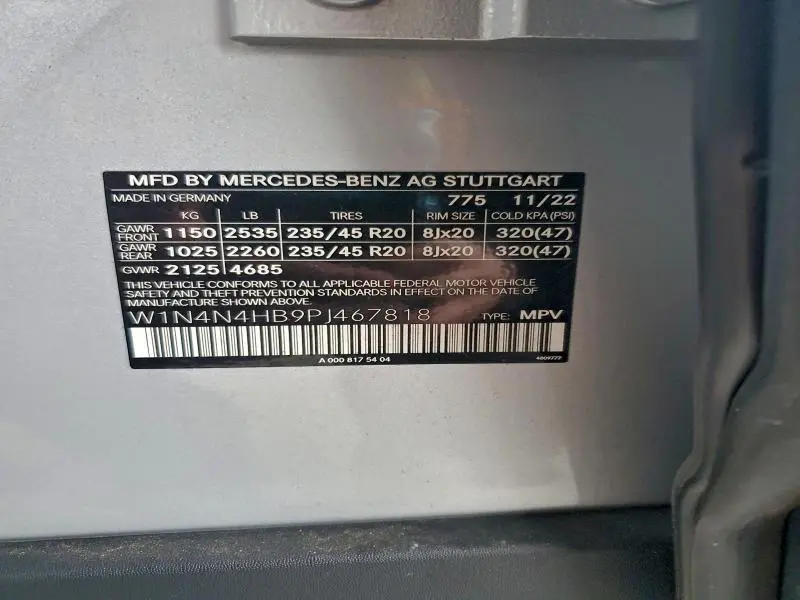 MFD BY MERCEDES-BENZ AG STUTTGART
MADE IN GERMANY 775 11/22
KG LB TIRES RIM SIZE COLD KPA(PSI)
GAWR FRONT 1150 2535 235/45 R20 8Jx20 320(47)
GAWR REAR 1025 2260 235/45 R20 8Jx20 320(47)
GVWR 2125 4685
THIS VEHICLE CONFORMS TO ALL APPLICABLE FEDERAL MOTOR VEHICLE
SAFETY AND THEFT PREVENTION STANDARDS IN EFFECT ON THE DATE OF
MANUFACTURE SHOWN ABOVE.
W1N4N4HB9PJ467818 TYPE: MPV
A 000 817 54 04